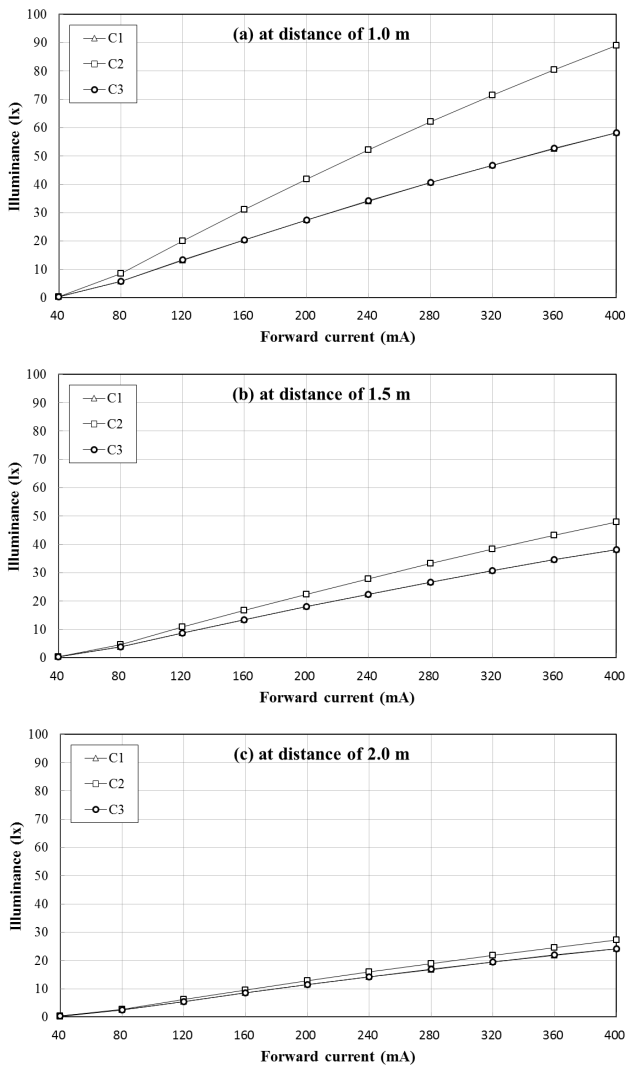 (a) at distance of 1.0 m
C1
C2
C3
Illuminance (lx)
100
90
80
70
60
50
40
30
20
10
0
40 80 120 160 200 240 280 320 360 400
Forward current (mA)
(b) at distance of 1.5 m
C1
C2
C3
Illuminance (lx)
100
90
80
70
60
50
40
30
20
10
0
40 80 120 160 200 240 280 320 360 400
Forward current (mA)
(c) at distance of 2.0 m
C1
C2
C3
Illuminance (lx)
100
90
80
70
60
50
40
30
20
10
0
40 80 120 160 200 240 280 320 360 400
Forward current (mA)